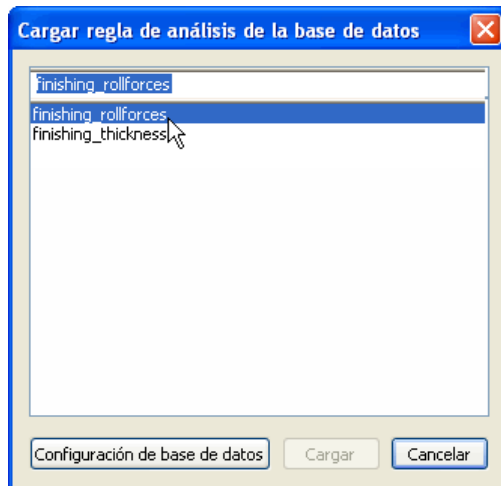 Cargar regla de análisis de la base de datos
finishing_rollforces
finishing_rollforces
finishing_thickness
Configuración de base de datos
Cargar
Cancelar